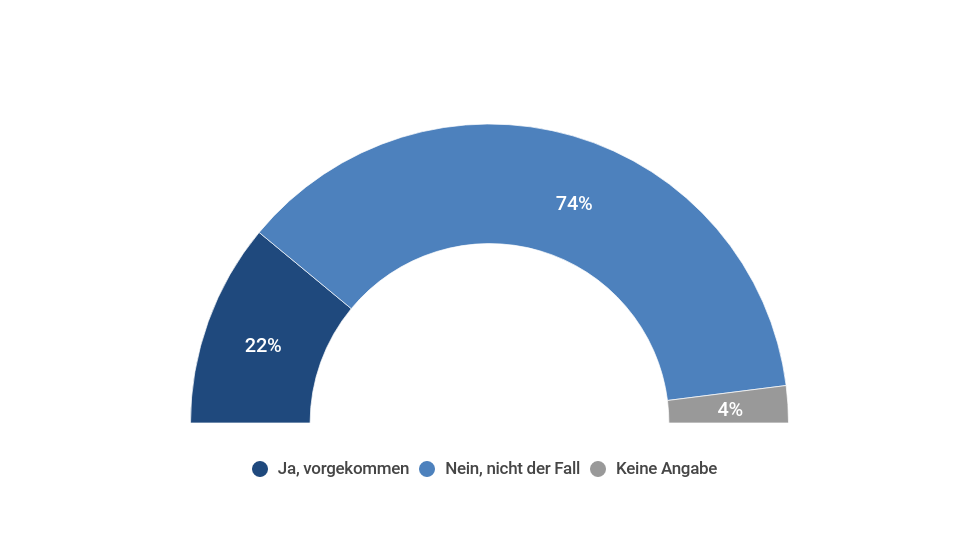 74%
22%
4%
Ja, vorgekommen Nein, nicht der Fall Keine Angabe